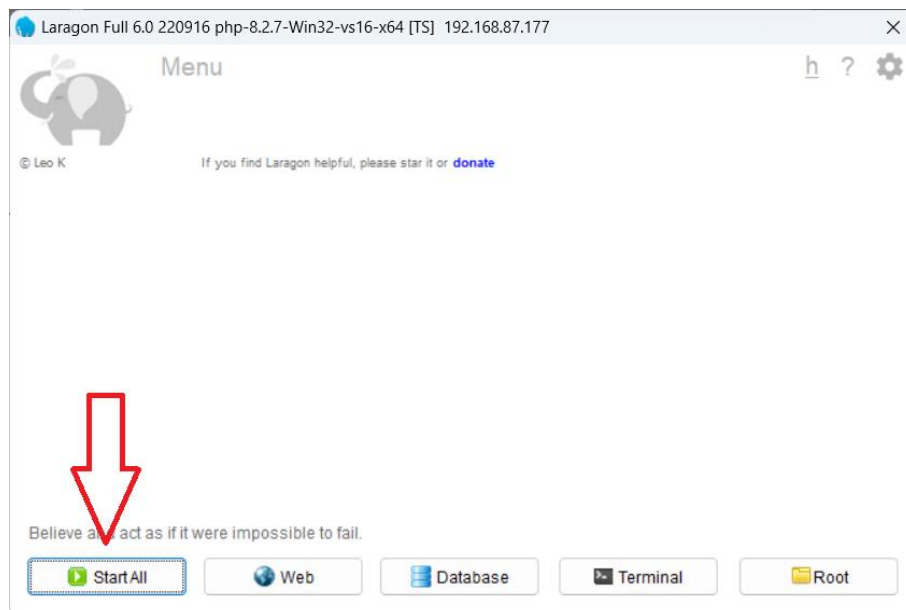 Laragon Full 6.0 220916 php-8.2.7-Win32-vs16-x64 [TS] 192.168.87.177
Menu
h ?
© Leo K
If you find Laragon helpful, please star it or donate
Believe and act as if it were impossible to fail.
Start All
Web
Database
Terminal
Root